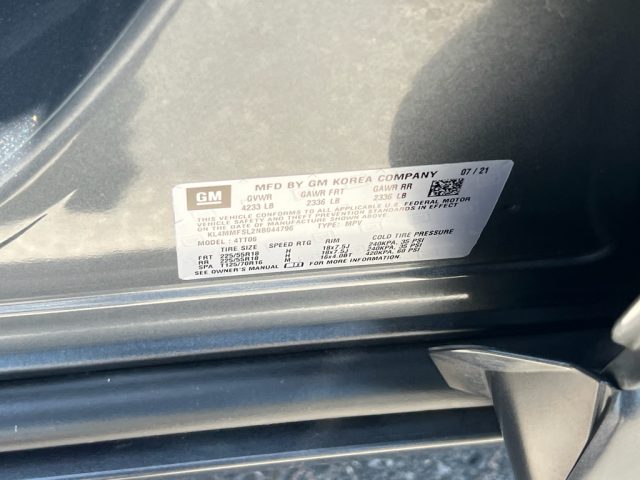 GM
MFD BY GM KOREA COMPANY
07 / 21
GVWR GAWR FRT GAWR RR
4233 LB 2336 LB 2336 LB
THIS VEHICLE CONFORMS TO ALL APPLICABLE U.S. FEDERAL MOTOR
VEHICLE SAFETY AND THEFT PREVENTION STANDARDS IN EFFECT
ON THE DATE OF MANUFACTURE SHOWN ABOVE.
KL4MMFSL2NB044796 TYPE: MPV
MODEL: 4TT06
TIRE SIZE SPEED RTG RIM COLD TIRE PRESSURE
FRT 225/55R18 H 18x7.5J 240KPA, 35 PSI
RR 225/55R18 H 18x7.5J 240KPA, 35 PSI
SPA T125/70R16 M 16x4.0BT 420KPA, 60 PSI
SEE OWNER'S MANUAL FOR MORE INFORMATION.